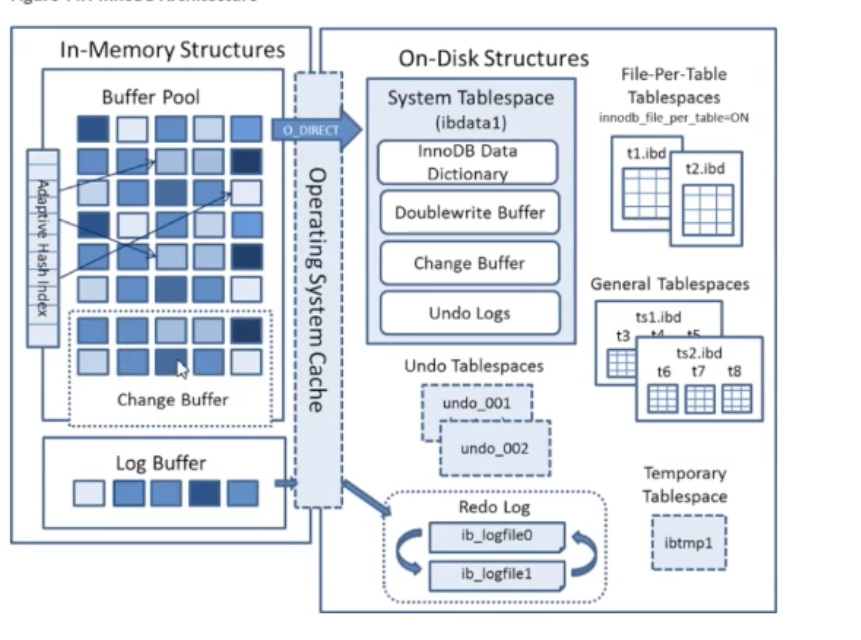 In-Memory Structures
Buffer Pool
Adaptive Hash Index
Change Buffer
Log Buffer
O_DIRECT
Operating System Cache
On-Disk Structures
System Tablespace
(ibdata1)
InnoDB Data
Dictionary
Doublewrite Buffer
Change Buffer
Undo Logs
Undo Tablespaces
undo_001
undo_002
Redo Log
ib_logfile0
ib_logfile1
File-Per-Table
Tablespaces
innodb_file_per_table=ON
t1.ibd
t2.ibd
General Tablespaces
ts1.ibd
t3 t4 t5
ts2.ibd
t6 t7 t8
Temporary
Tablespace
ibtmp1